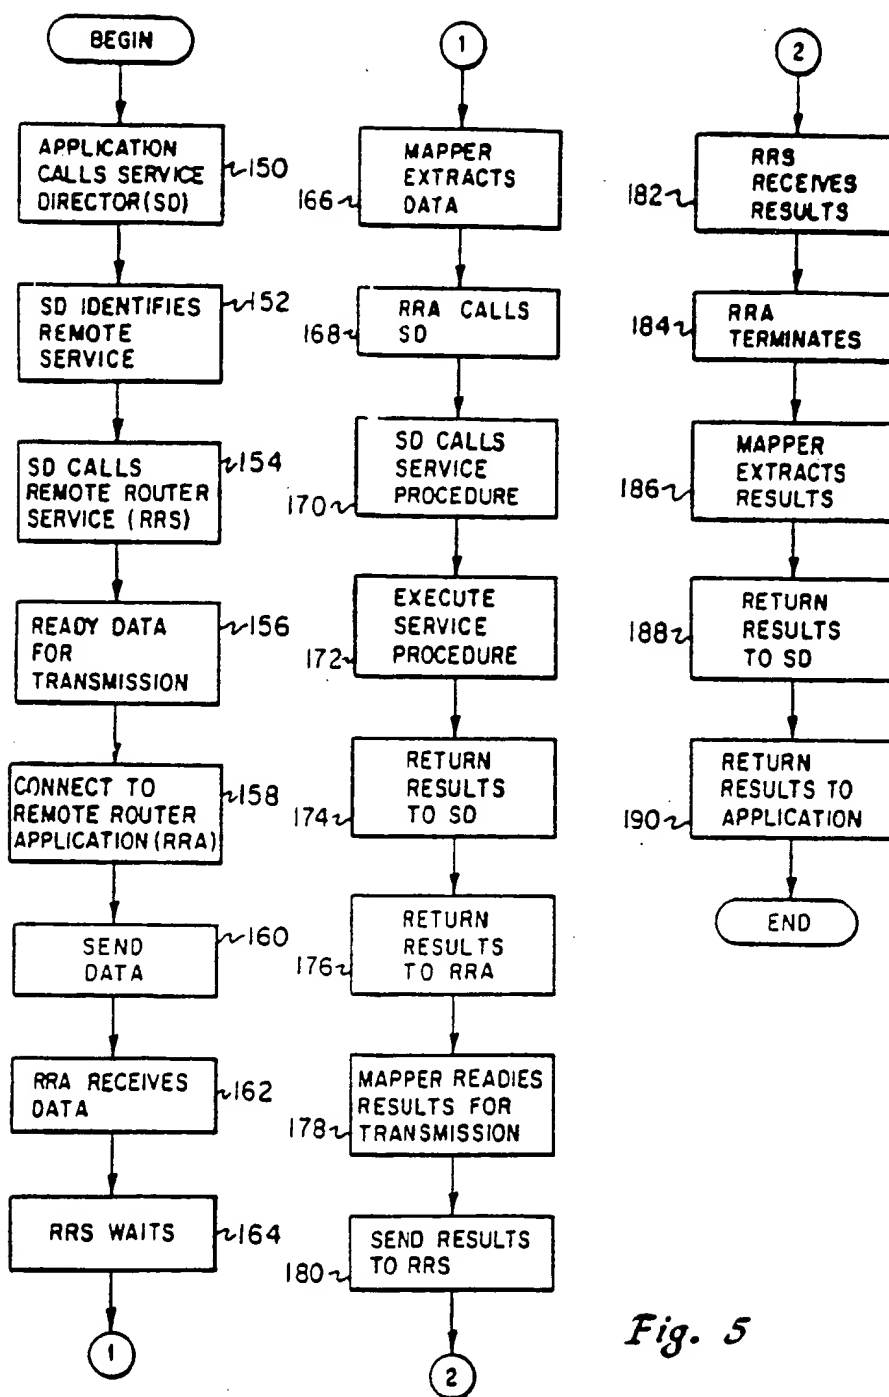 BEGIN
APPLICATION
CALLS SERVICE
DIRECTOR(SD)
150
SD IDENTIFIES
REMOTE
SERVICE
152
SD CALLS
REMOTE ROUTER
SERVICE (RRS)
154
READY DATA
FOR
TRANSMISSION
156
CONNECT TO
REMOTE ROUTER
APPLICATION(RRA)
158
SEND
DATA
160
RRA RECEIVES
DATA
162
RRS WAITS
164
1
1
MAPPER
EXTRACTS
DATA
166
RRA CALLS
SD
168
SD CALLS
SERVICE
PROCEDURE
170
EXECUTE
SERVICE
PROCEDURE
172
RETURN
RESULTS
TO SD
174
RETURN
RESULTS
TO RRA
176
MAPPER READIES
RESULTS FOR
TRANSMISSION
178
SEND RESULTS
TO RRS
180
2
2
RRS
RECEIVES
RESULTS
182
RRA
TERMINATES
184
MAPPER
EXTRACTS
RESULTS
186
RETURN
RESULTS
TO SD
188
RETURN
RESULTS TO
APPLICATION
190
END
Fig. 5